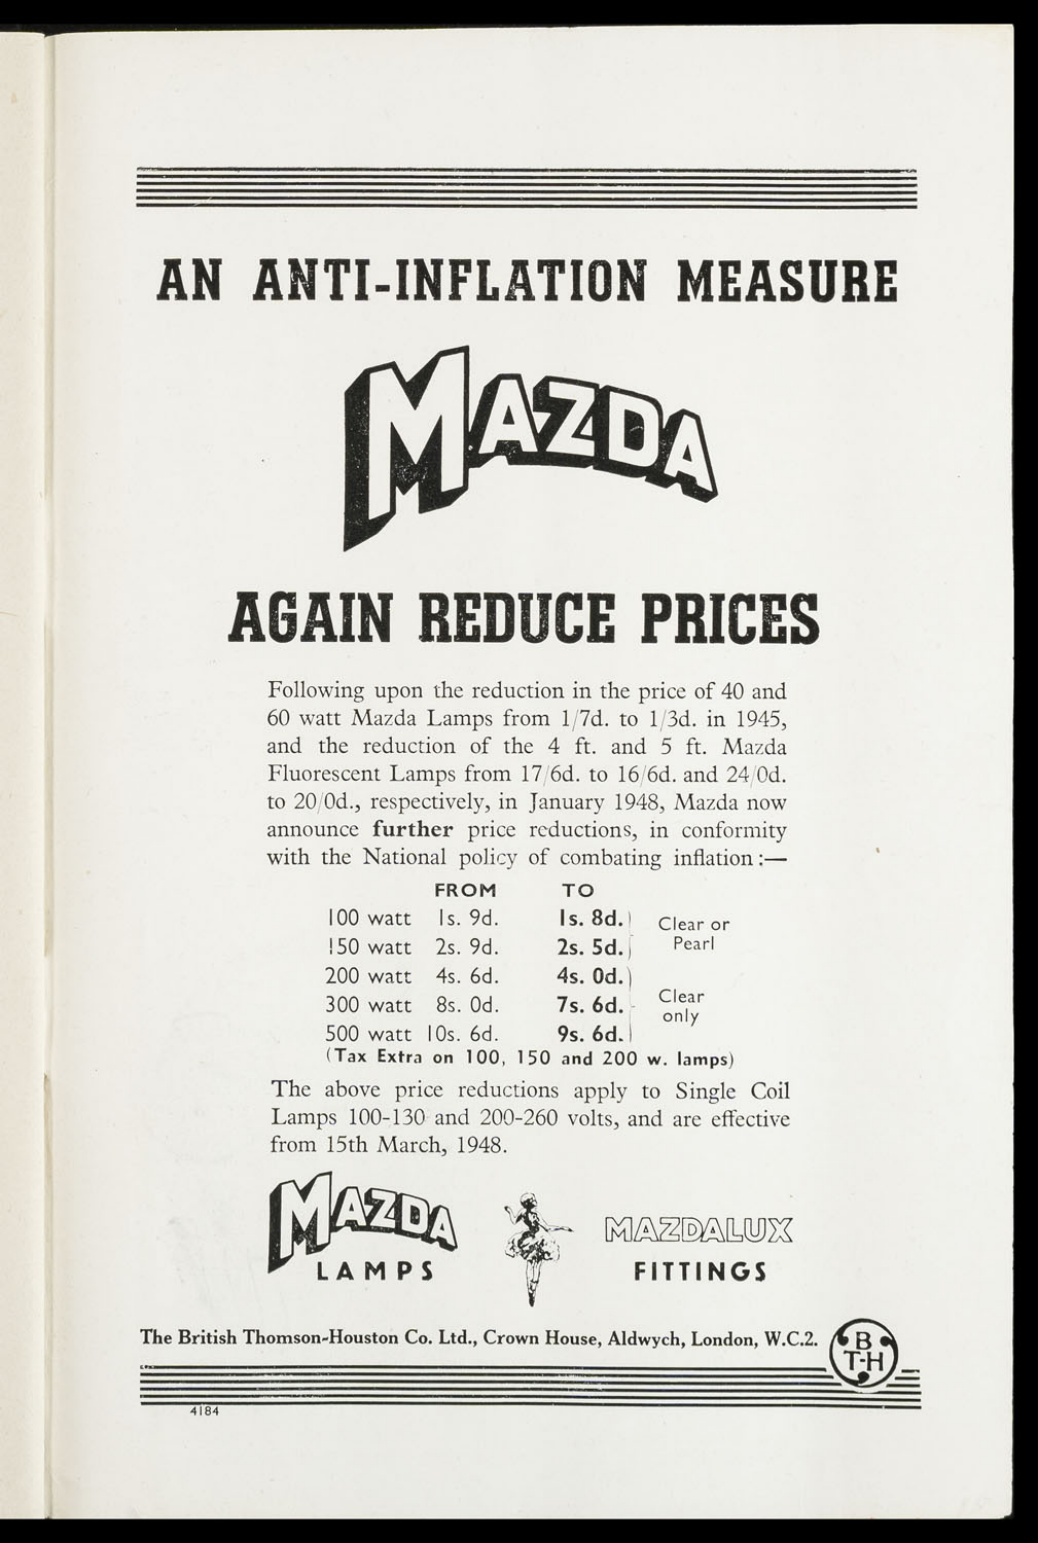 AN ANTI-INFLATION MEASURE
MAZDA
AGAIN REDUCE PRICES
Following upon the reduction in the price of 40 and
60 watt Mazda Lamps from 1/7d. to 1/3d. in 1945,
and the reduction of the 4 ft. and 5 ft. Mazda
Fluorescent Lamps from 17/6d. to 16/6d. and 24/0d.
to 20/0d., respectively, in January 1948, Mazda now
announce further price reductions, in conformity
with the National policy of combating inflation :—
FROM TO
100 watt 1s. 9d. 1s. 8d.
150 watt 2s. 9d. 2s. 5d.
Clear or
Pearl
200 watt 4s. 6d. 4s. 0d.
300 watt 8s. 0d. 7s. 6d.
500 watt 10s. 6d. 9s. 6d.
Clear
only
(Tax Extra on 100, 150 and 200 w. lamps)
The above price reductions apply to Single Coil
Lamps 100-130 and 200-260 volts, and are effective
from 15th March, 1948.
MAZDA
LAMPS
MAZDALUX
FITTINGS
The British Thomson-Houston Co. Ltd., Crown House, Aldwych, London, W.C.2.
B
T-H
4184